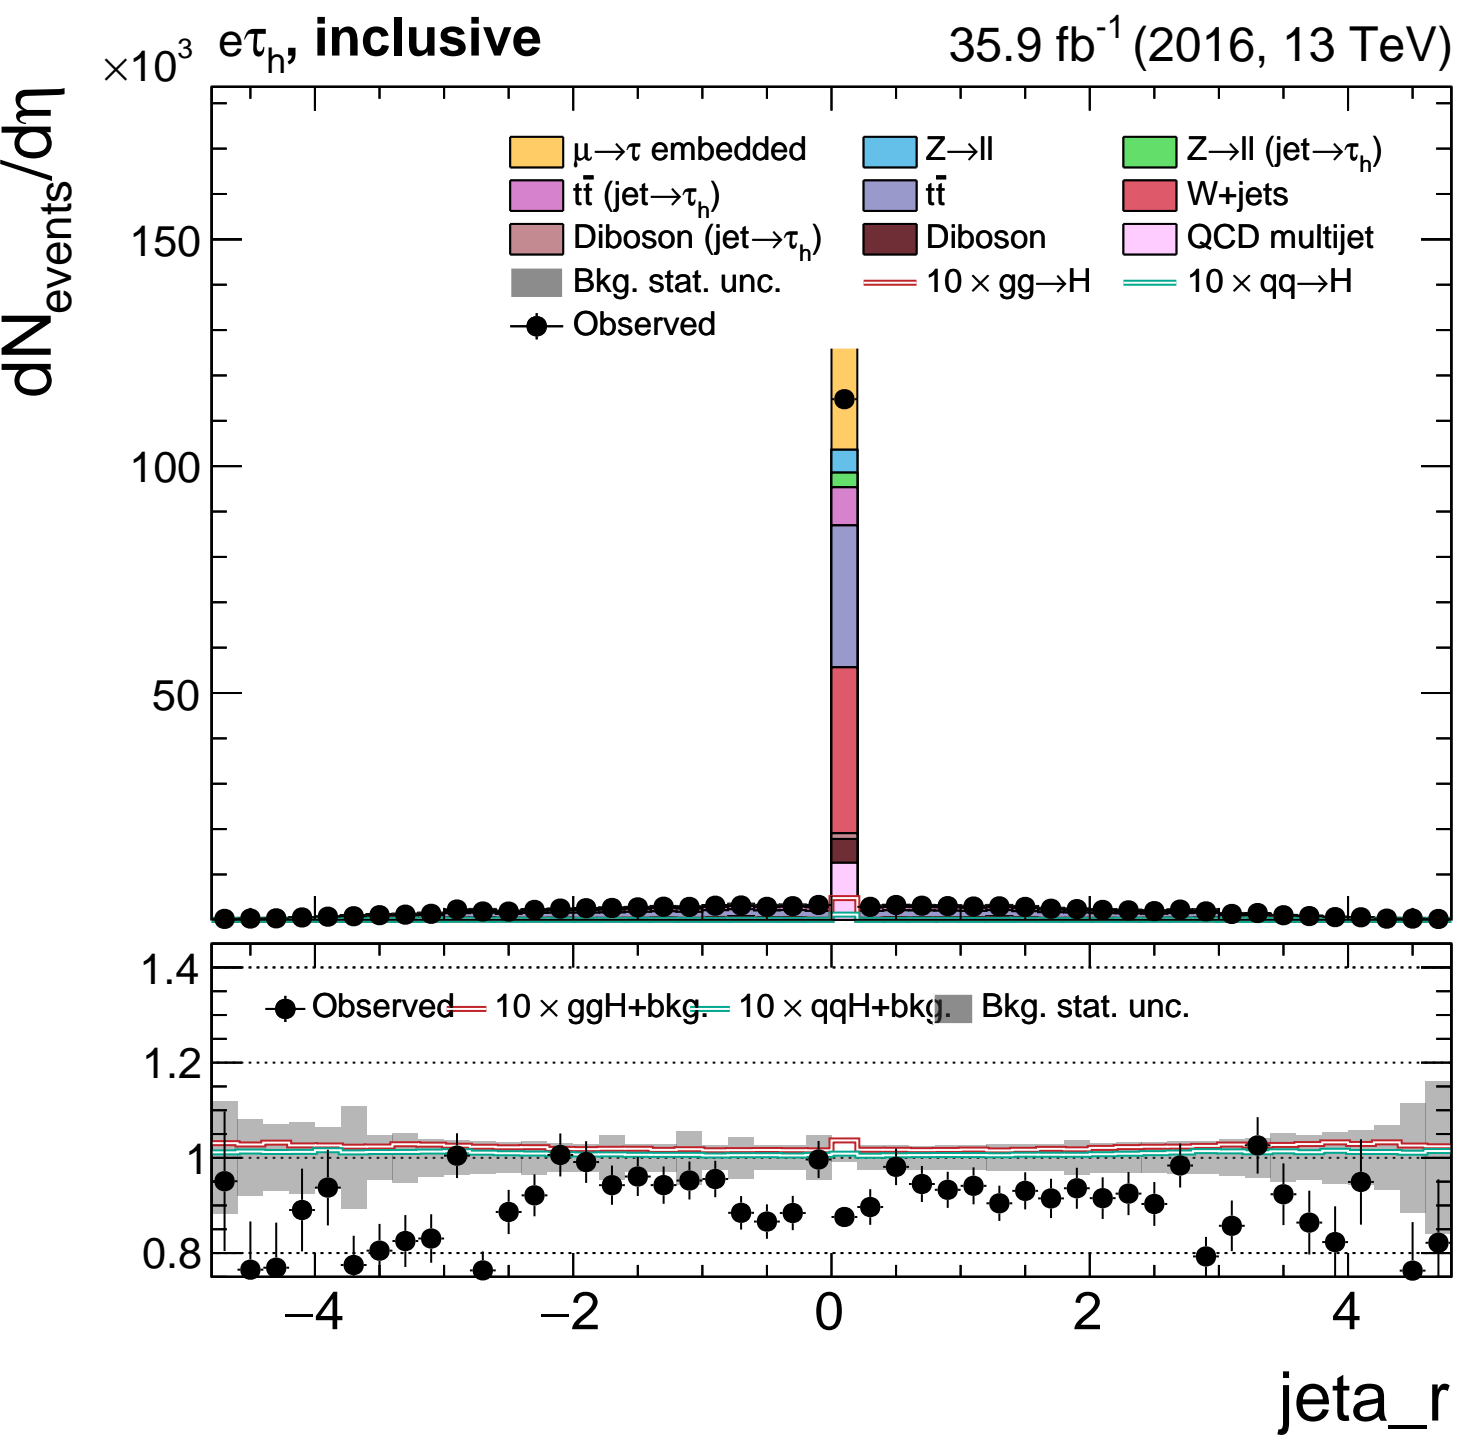 ×10³ eτₕ, inclusive 35.9 fb⁻¹ (2016, 13 TeV)
dN_events/dη
μ→τ embedded Z→ll Z→ll (jet→τₕ)
tt̅ (jet→τₕ) tt̅ W+jets
Diboson (jet→τₕ) Diboson QCD multijet
Bkg. stat. unc. 10 × gg→H 10 × qq→H
Observed
150
100
50
1.4
Observed 10 × ggH+bkg. 10 × qqH+bkg. Bkg. stat. unc.
1.2
1
0.8
−4 −2 0 2 4
jeta_r